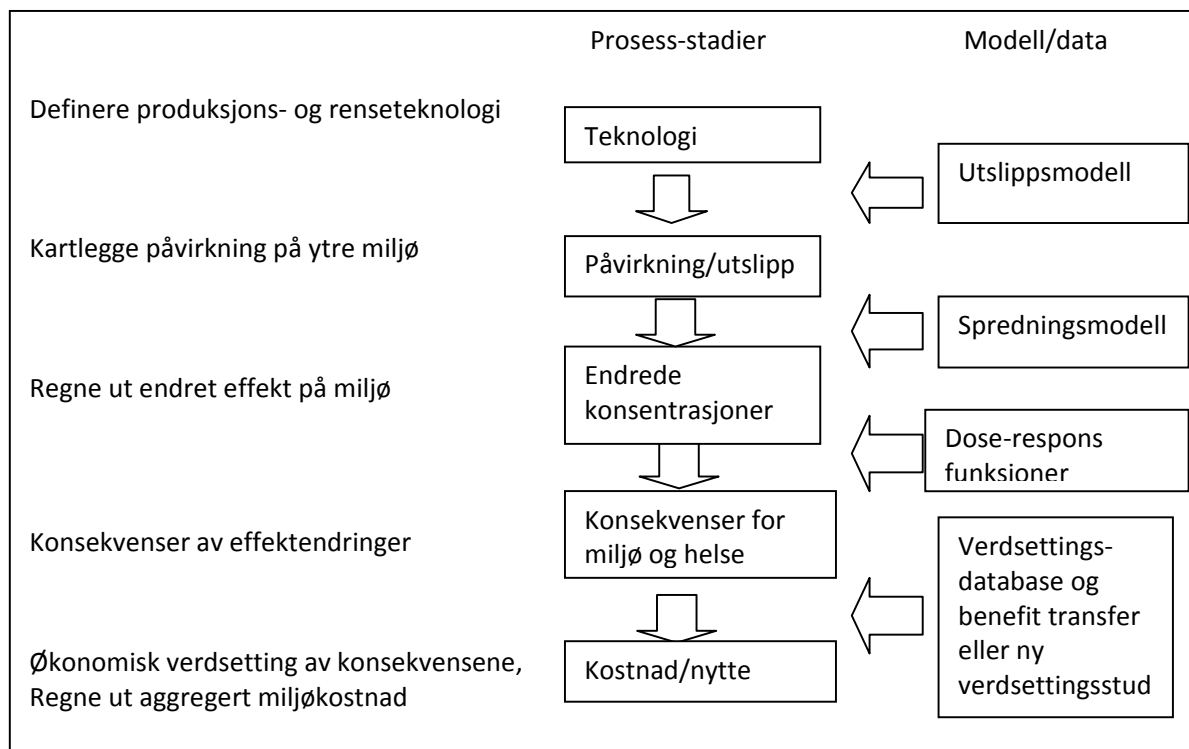 Prosess-stadier
Modell/data
Definere produksjons- og renseteknologi
Teknologi
Utslippsmodell
Kartlegge påvirkning på ytre miljø
Påvirkning/utslipp
Spredningsmodell
Regne ut endret effekt på miljø
Endrede
konsentrasjoner
Dose-respons
funksjoner
Konsekvenser av effektendringer
Konsekvenser for
miljø og helse
Verdsettings-
database og
benefit transfer
eller ny
verdsettingsstud
Økonomisk verdsetting av konsekvensene,
Regne ut aggregert miljøkostnad
Kostnad/nytte